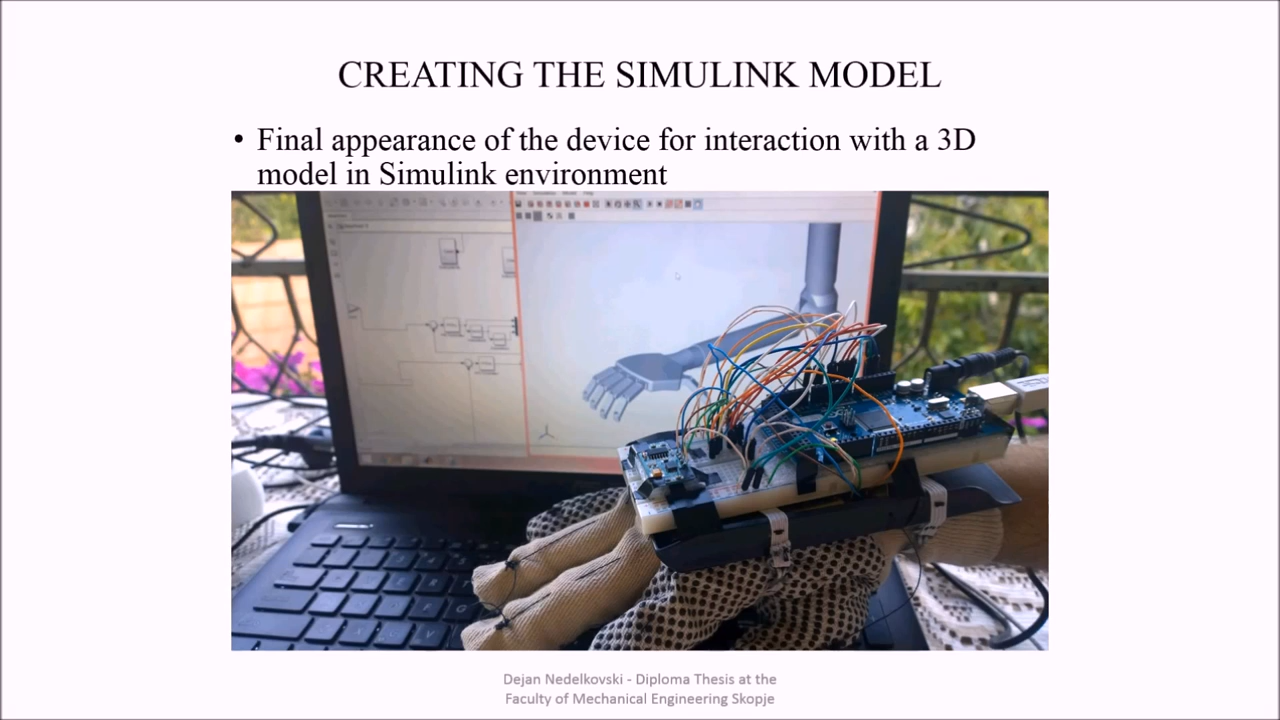 CREATING THE SIMULINK MODEL
• Final appearance of the device for interaction with a 3D
model in Simulink environment
Dejan Nedelkovski - Diploma Thesis at the
Faculty of Mechanical Engineering Skopje